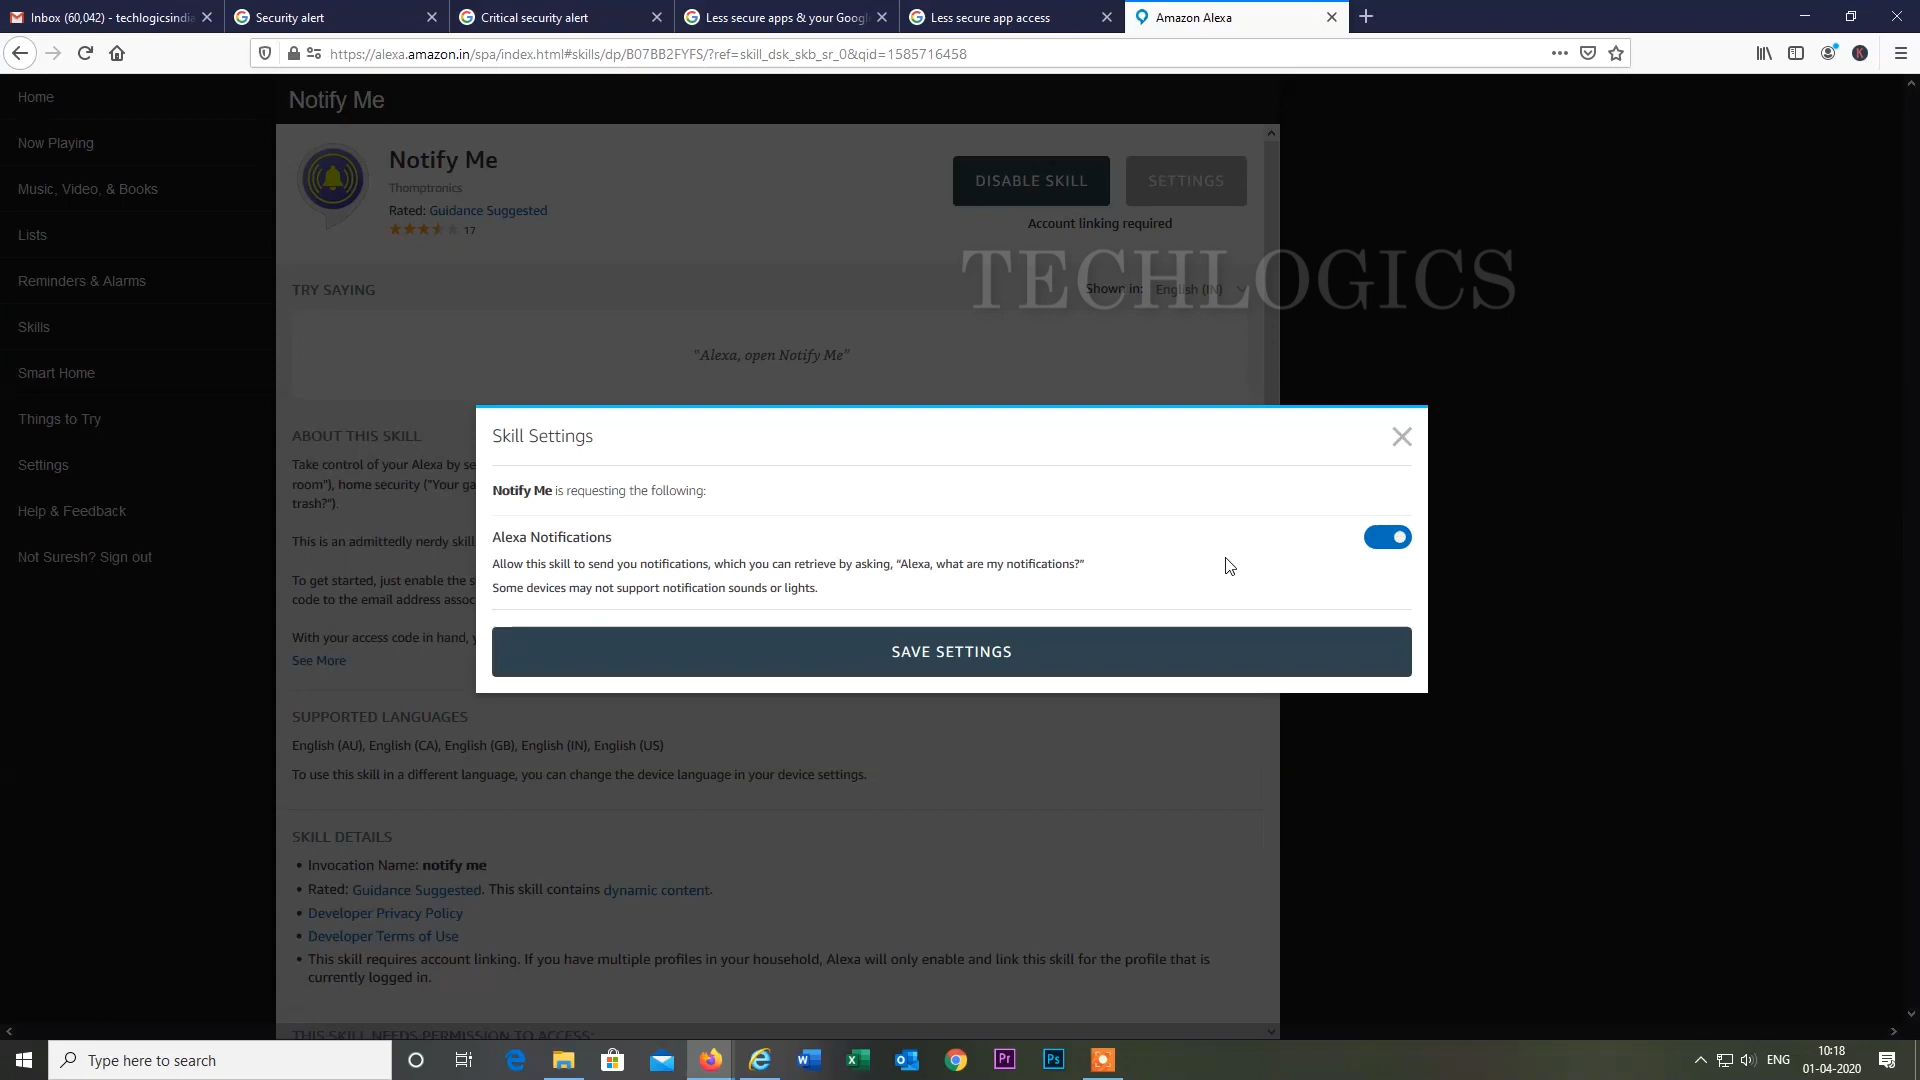 Inbox (60,042) - techlogicsindia
Security alert
Critical security alert
Less secure apps & your Google
Less secure app access
Amazon Alexa
https://alexa.amazon.in/spa/index.html#skills/dp/B07BB2FYFS/?ref=skill_dsk_skb_sr_0&qid=1585716458
Home
Now Playing
Music, Video, & Books
Lists
Reminders & Alarms
Skills
Smart Home
Things to Try
Settings
Help & Feedback
Not Suresh? Sign out
Notify Me
Notify Me
Thomptronics
Rated: Guidance Suggested
17
DISABLE SKILL
SETTINGS
Account linking required
TECHLOGICS
TRY SAYING
Shown in: English (IN)
"Alexa, open Notify Me"
ABOUT THIS SKILL
Take control of your Alexa by se
room"), home security ("Your ga
trash?").
This is an admittedly nerdy skill
To get started, just enable the s
code to the email address assoc
With your access code in hand, y
See More
Skill Settings
Notify Me is requesting the following:
Alexa Notifications
Allow this skill to send you notifications, which you can retrieve by asking, “Alexa, what are my notifications?”
Some devices may not support notification sounds or lights.
SAVE SETTINGS
SUPPORTED LANGUAGES
English (AU), English (CA), English (GB), English (IN), English (US)
To use this skill in a different language, you can change the device language in your device settings.
SKILL DETAILS
• Invocation Name: notify me
• Rated: Guidance Suggested. This skill contains dynamic content.
• Developer Privacy Policy
• Developer Terms of Use
• This skill requires account linking. If you have multiple profiles in your household, Alexa will only enable and link this skill for the profile that is
currently logged in.
THIS SKILL NEEDS PERMISSION TO ACCESS:
Type here to search
ENG
10:18
01-04-2020